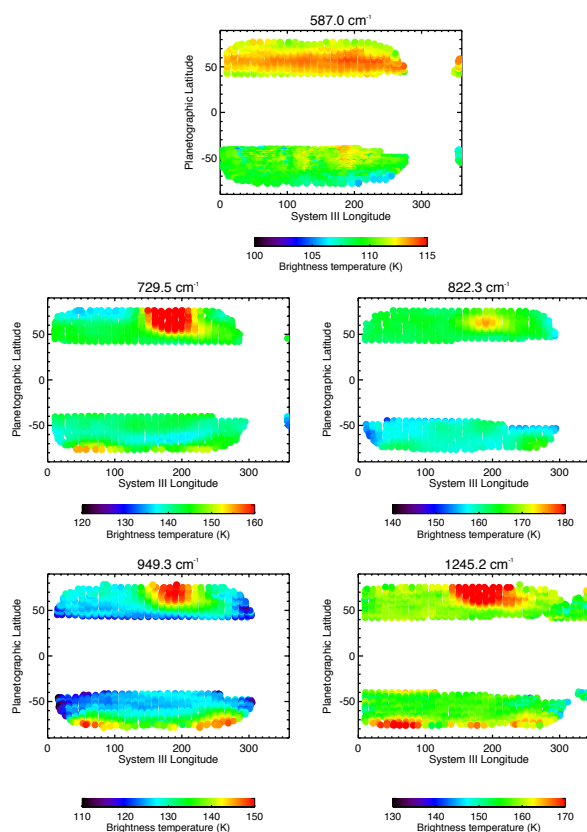 587.0 cm⁻¹
Planetographic Latitude
50
0
-50
0 100 200 300
System III Longitude
100 105 110 115
Brightness temperature (K)
729.5 cm⁻¹
Planetographic Latitude
50
0
-50
0 100 200 300
System III Longitude
120 130 140 150 160
Brightness temperature (K)
822.3 cm⁻¹
Planetographic Latitude
50
0
-50
0 100 200 300
System III Longitude
140 150 160 170 180
Brightness temperature (K)
949.3 cm⁻¹
Planetographic Latitude
50
0
-50
0 100 200 300
System III Longitude
110 120 130 140 150
Brightness temperature (K)
1245.2 cm⁻¹
Planetographic Latitude
50
0
-50
0 100 200 300
System III Longitude
130 140 150 160 170
Brightness temperature (K)